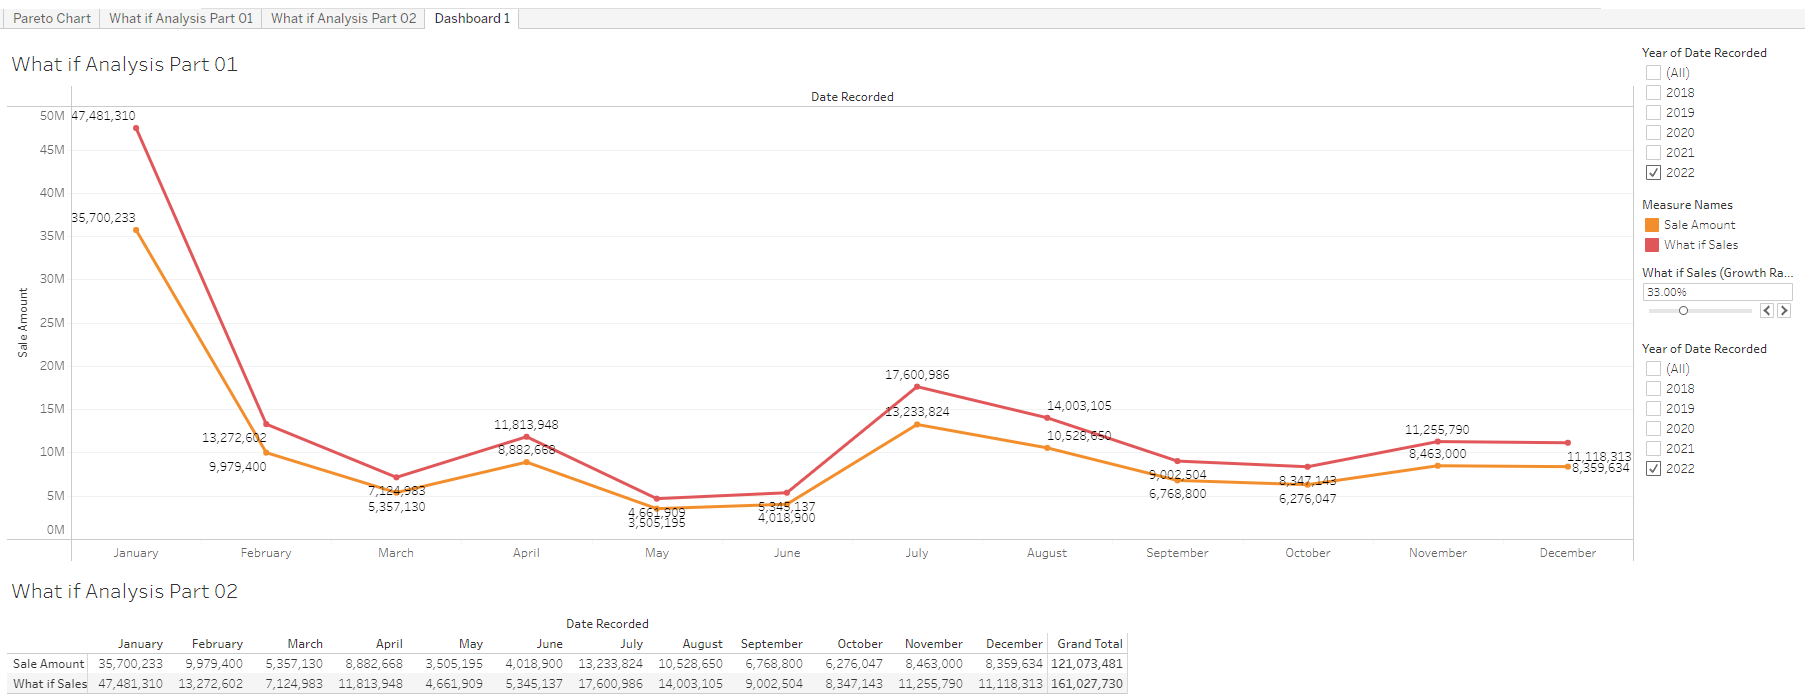 Pareto Chart What if Analysis Part 01 What if Analysis Part 02 Dashboard 1
What if Analysis Part 01
Date Recorded
Sale Amount
50M
45M
40M
35M
30M
25M
20M
15M
10M
5M
0M
47,481,310
35,700,233
13,272,602
9,979,400
7,124,983
5,357,130
11,813,948
8,882,668
4,661,909
3,505,195
5,345,137
4,018,900
17,600,986
13,233,824
14,003,105
10,528,650
9,002,504
6,768,800
8,347,143
6,276,047
11,255,790
8,463,000
11,118,313
8,359,634
January February March April May June July August September October November December
Year of Date Recorded
(All)
2018
2019
2020
2021
2022
Measure Names
Sale Amount
What if Sales
What if Sales (Growth Ra...
33.00%
Year of Date Recorded
(All)
2018
2019
2020
2021
2022
What if Analysis Part 02
Date Recorded
January February March April May June July August September October November December Grand Total
Sale Amount 35,700,233 9,979,400 5,357,130 8,882,668 3,505,195 4,018,900 13,233,824 10,528,650 6,768,800 6,276,047 8,463,000 8,359,634 121,073,481
What if Sales 47,481,310 13,272,602 7,124,983 11,813,948 4,661,909 5,345,137 17,600,986 14,003,105 9,002,504 8,347,143 11,255,790 11,118,313 161,027,730